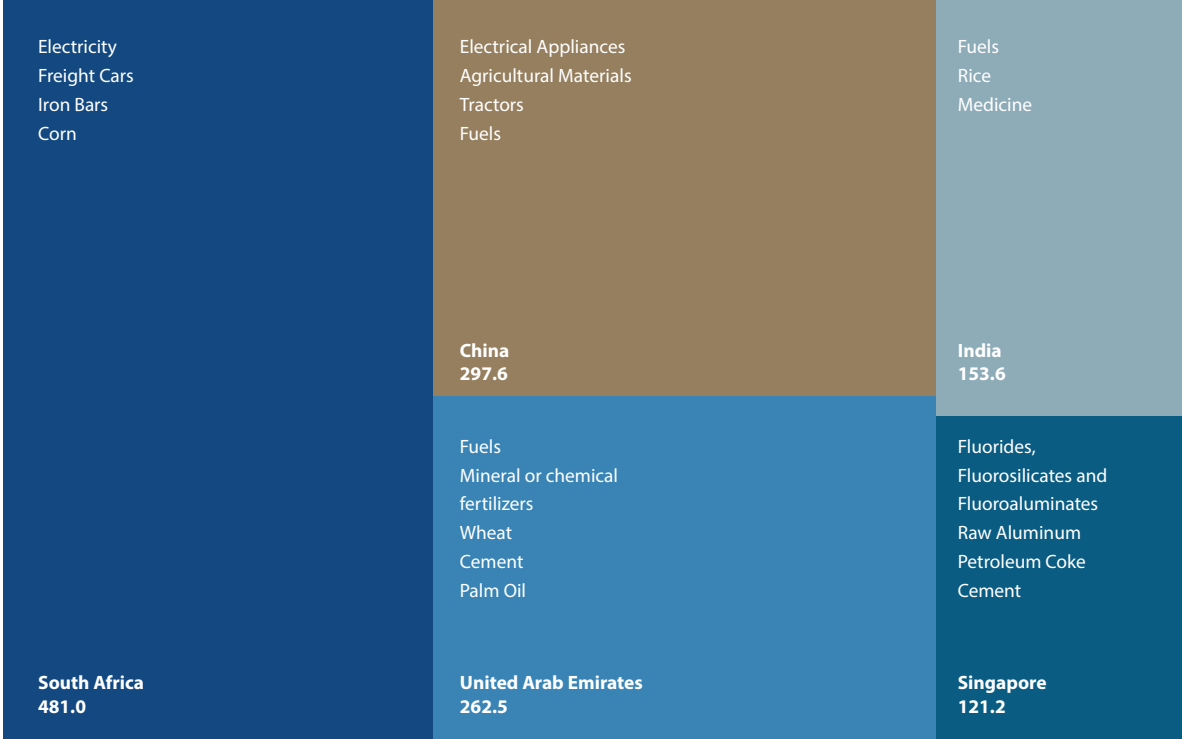 Electricity
Freight Cars
Iron Bars
Corn
South Africa
481.0
Electrical Appliances
Agricultural Materials
Tractors
Fuels
China
297.6
Fuels
Mineral or chemical
fertilizers
Wheat
Cement
Palm Oil
United Arab Emirates
262.5
Fuels
Rice
Medicine
India
153.6
Fluorides,
Fluorosilicates and
Fluoroaluminates
Raw Aluminum
Petroleum Coke
Cement
Singapore
121.2